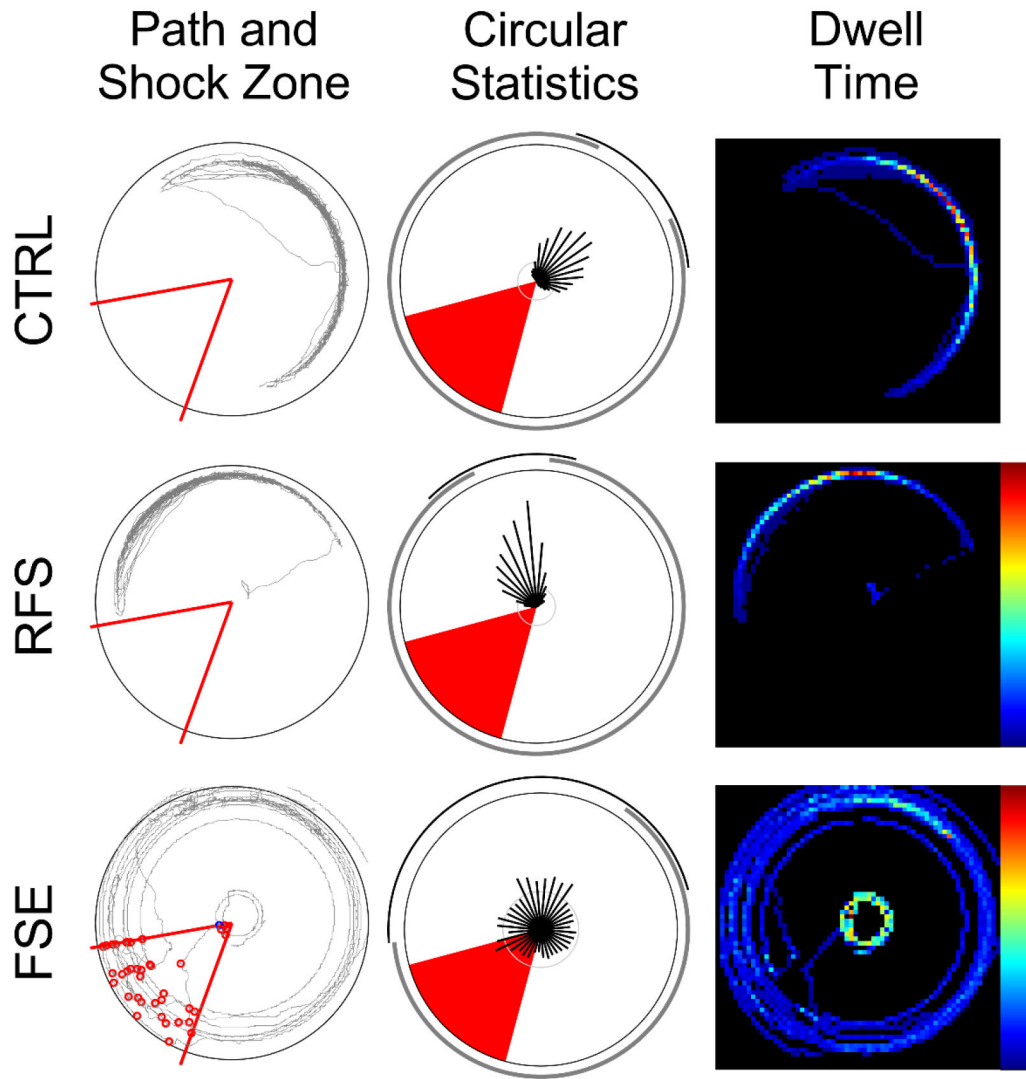 Path and
Shock Zone
Circular
Statistics
Dwell
Time
CTRL
RFS
FSE